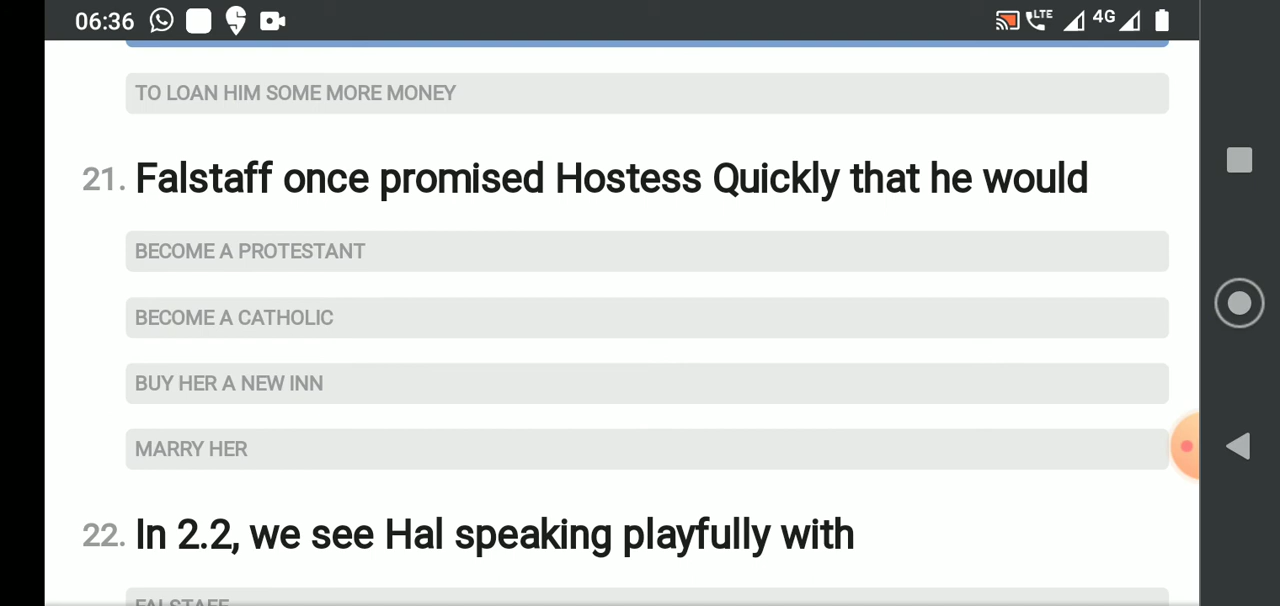 06:36
LTE
4G
TO LOAN HIM SOME MORE MONEY
21. Falstaff once promised Hostess Quickly that he would
BECOME A PROTESTANT
BECOME A CATHOLIC
BUY HER A NEW INN
MARRY HER
22. In 2.2, we see Hal speaking playfully with
FALSTAFF